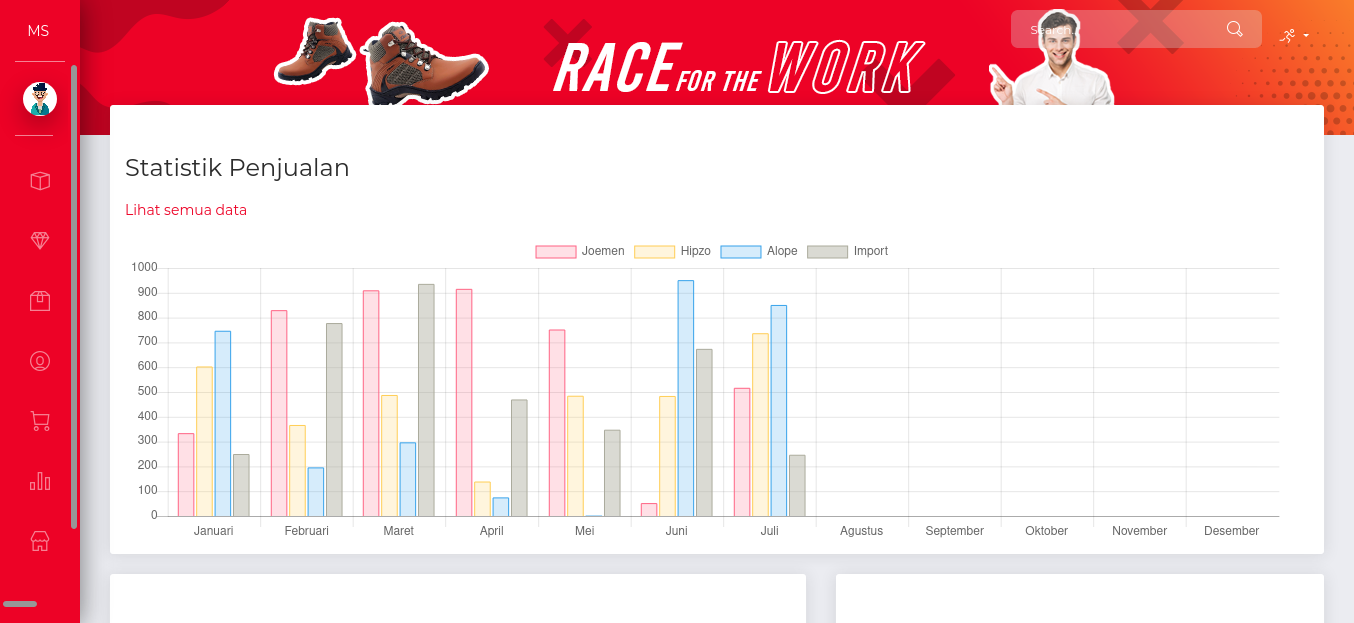 MS
RACE FOR THE WORK
Search...
Statistik Penjualan
Lihat semua data
Joemen Hipzo Alope Import
1000
900
800
700
600
500
400
300
200
100
0
Januari Februari Maret April Mei Juni Juli Agustus September Oktober November Desember